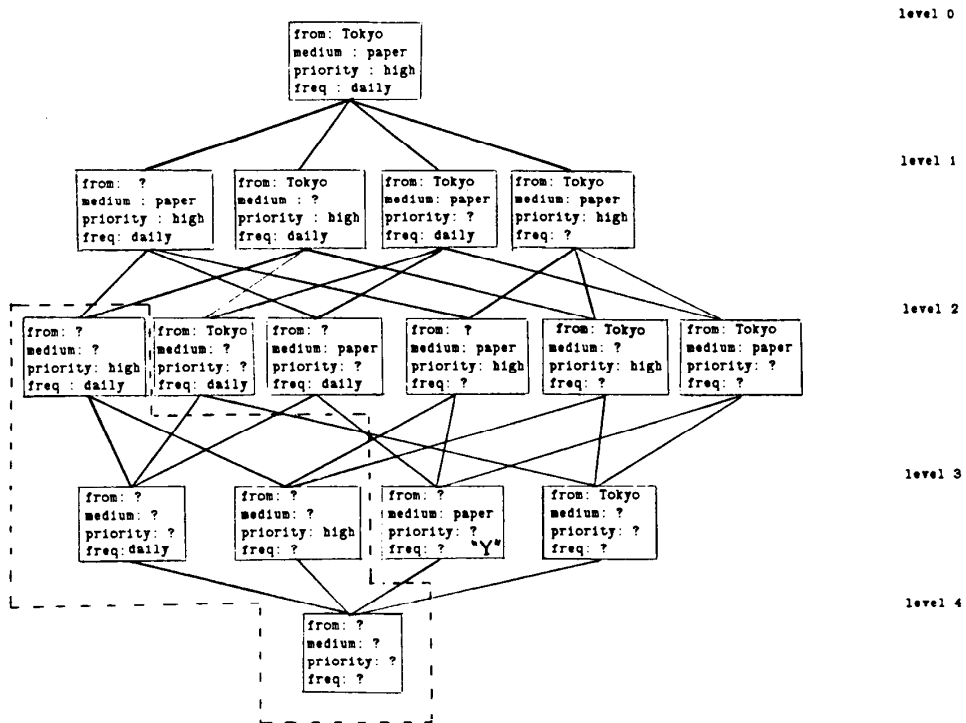 level 0
from: Tokyo
medium : paper
priority : high
freq : daily
level 1
from: ?
medium : paper
priority : high
freq: daily
from: Tokyo
medium : ?
priority : high
freq: daily
from: Tokyo
medium: paper
priority: ?
freq: daily
from: Tokyo
medium: paper
priority: high
freq: ?
level 2
from: ?
medium: ?
priority: high
freq : daily
from: Tokyo
medium: ?
priority: ?
freq: daily
from: ?
medium: paper
priority: ?
freq: daily
from: ?
medium: paper
priority: high
freq: ?
from: Tokyo
medium: ?
priority: high
freq: ?
from: Tokyo
medium: paper
priority: ?
freq: ?
level 3
from: ?
medium: ?
priority: ?
freq:daily
from: ?
medium: ?
priority: high
freq: ?
from: ?
medium: paper
priority: ?
freq: ? "Y"
from: Tokyo
medium: ?
priority: ?
freq: ?
level 4
from: ?
medium: ?
priority: ?
freq: ?